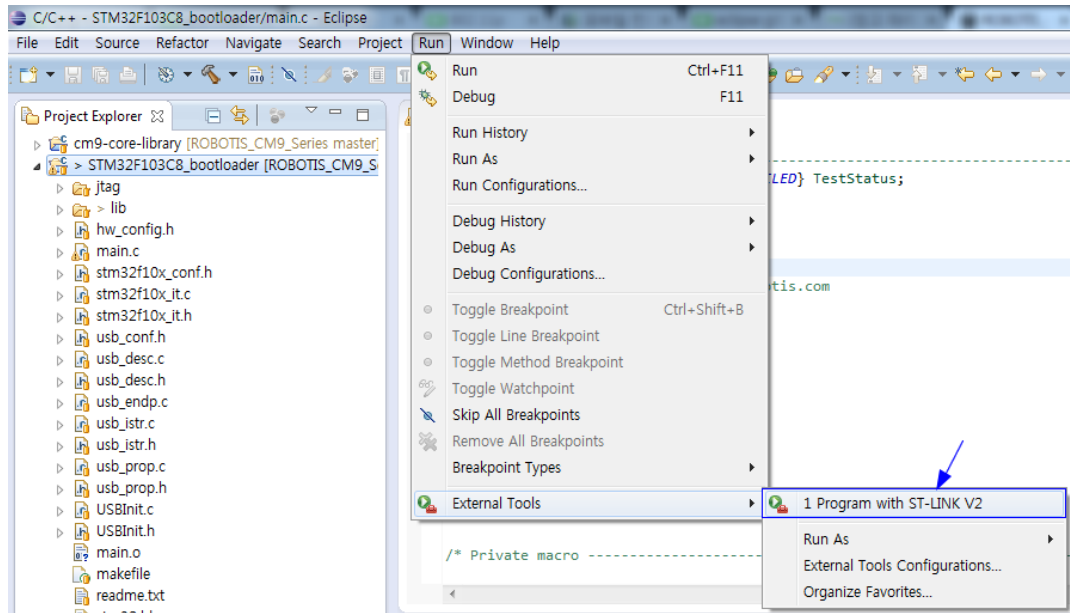 C/C++ - STM32F103C8_bootloader/main.c - Eclipse
File Edit Source Refactor Navigate Search Project Run Window Help
Project Explorer
cm9-core-library [ROBOTIS_CM9_Series master]
> STM32F103C8_bootloader [ROBOTIS_CM9_S
jtag
> lib
hw_config.h
main.c
stm32f10x_conf.h
stm32f10x_it.c
stm32f10x_it.h
usb_conf.h
usb_desc.c
usb_desc.h
usb_endp.c
usb_istr.c
usb_istr.h
usb_prop.c
usb_prop.h
USBInit.c
USBInit.h
main.o
makefile
readme.txt
Run Ctrl+F11
Debug F11
Run History
Run As
Run Configurations...
Debug History
Debug As
Debug Configurations...
Toggle Breakpoint Ctrl+Shift+B
Toggle Line Breakpoint
Toggle Method Breakpoint
Toggle Watchpoint
Skip All Breakpoints
Remove All Breakpoints
Breakpoint Types
External Tools
1 Program with ST-LINK V2
Run As
External Tools Configurations...
Organize Favorites...
LED} TestStatus;
tis.com
/* Private macro ----------------------